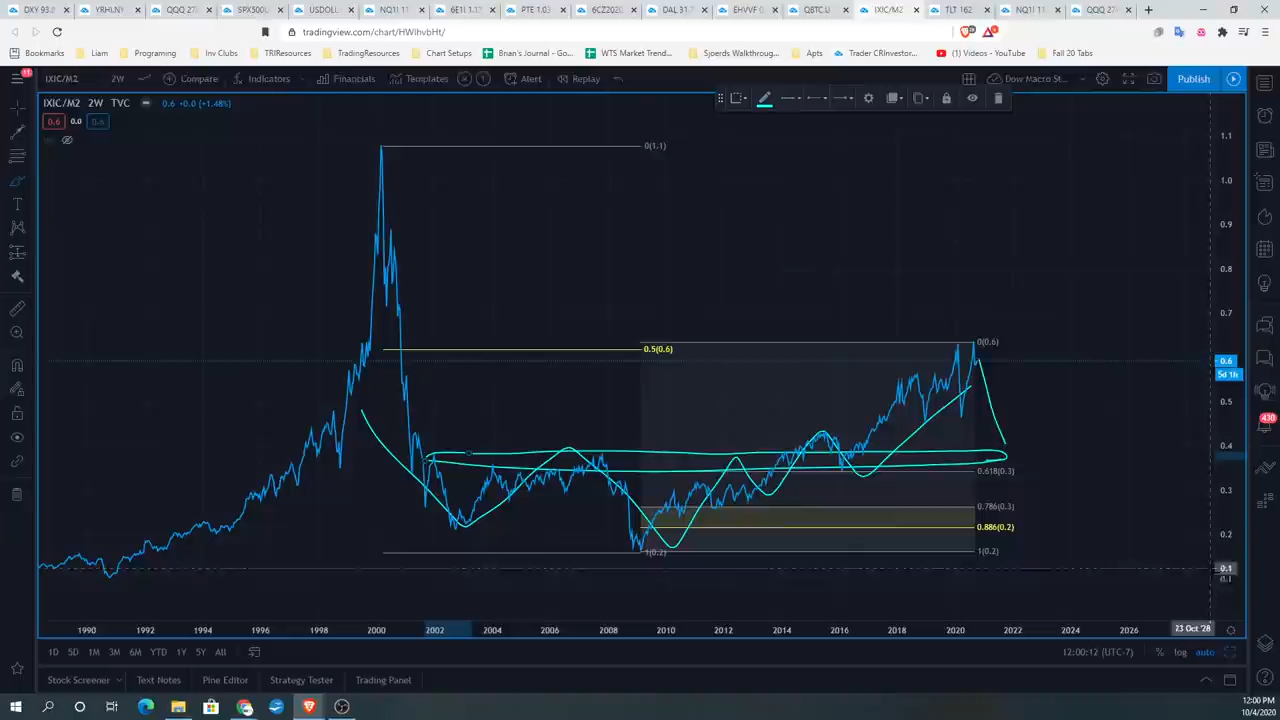 DXY 93.8 YRHLNY QQQ 27 SPX500U USDOLLU NQ1! 11 6E1! 1.17 PTE 1.03 6CZ2020 DAL 31.7 EHVVF G QBTC.U IXIC/M2 TLT 162 NQ1! 11 QQQ 27
tradingview.com/chart/HWIhvbHt/
Bookmarks Liam Programing Inv Clubs TRIResources TradingResources Chart Setups Brian's Journal - Go... WTS Market Trend... Sjoerds Walkthroug... Apts Trader CRInvestor... (1) Videos - YouTube Fall 20 Tabs
11 IXIC/M2 2W Compare Indicators Financials Templates Alert Replay Dow Macro St... Publish
IXIC/M2 2W TVC 0.6 +0.0 (+1.48%)
0.6 0.0 0.6
1.1
0(1.1)
1.0
0.9
0.8
0.7
0(0.6)
0.5(0.6)
0.6
5d 1h
0.5
430
0.4
0.618(0.3)
0.3
0.786(0.3)
0.886(0.2)
0.2
1(0.2) 1(0.2)
0.1
0.1
1990 1992 1994 1996 1998 2000 2002 2004 2006 2008 2010 2012 2014 2016 2018 2020 2022 2024 2026 23 Oct '28
1D 5D 1M 3M 6M YTD 1Y 5Y All 12:00:12 (UTC-7) % log auto
Stock Screener Text Notes Pine Editor Strategy Tester Trading Panel
12:00 PM
10/4/2020